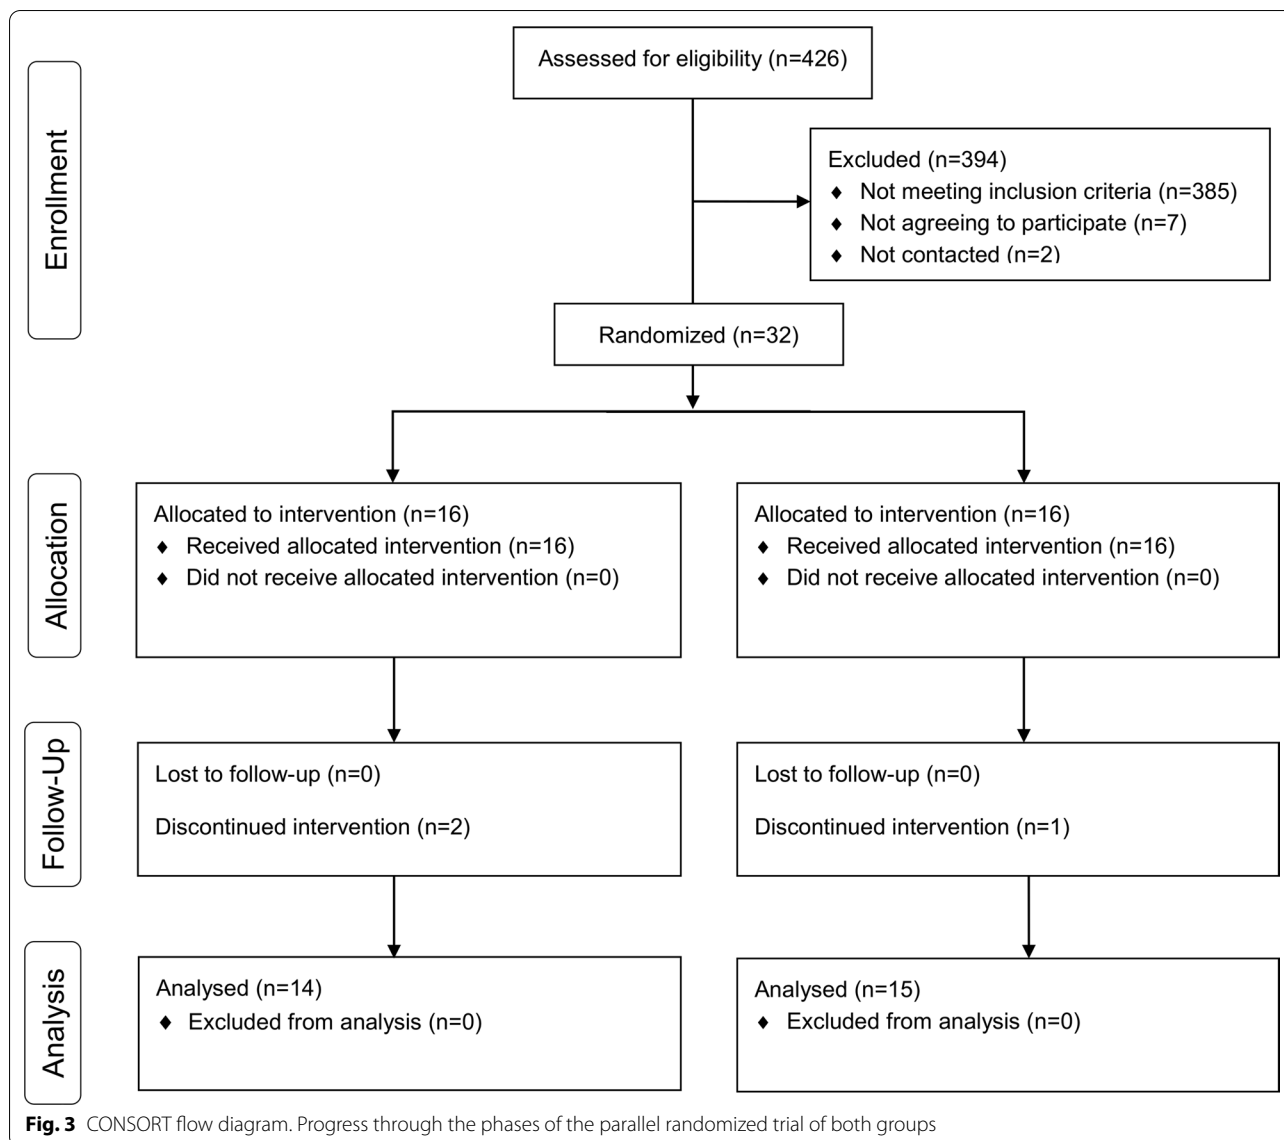 Enrollment
Assessed for eligibility (n=426)
Excluded (n=394)
♦ Not meeting inclusion criteria (n=385)
♦ Not agreeing to participate (n=7)
♦ Not contacted (n=2)
Randomized (n=32)
Allocation
Allocated to intervention (n=16)
♦ Received allocated intervention (n=16)
♦ Did not receive allocated intervention (n=0)
Allocated to intervention (n=16)
♦ Received allocated intervention (n=16)
♦ Did not receive allocated intervention (n=0)
Follow-Up
Lost to follow-up (n=0)
Discontinued intervention (n=2)
Lost to follow-up (n=0)
Discontinued intervention (n=1)
Analysis
Analysed (n=14)
♦ Excluded from analysis (n=0)
Analysed (n=15)
♦ Excluded from analysis (n=0)
Fig. 3 CONSORT flow diagram. Progress through the phases of the parallel randomized trial of both groups